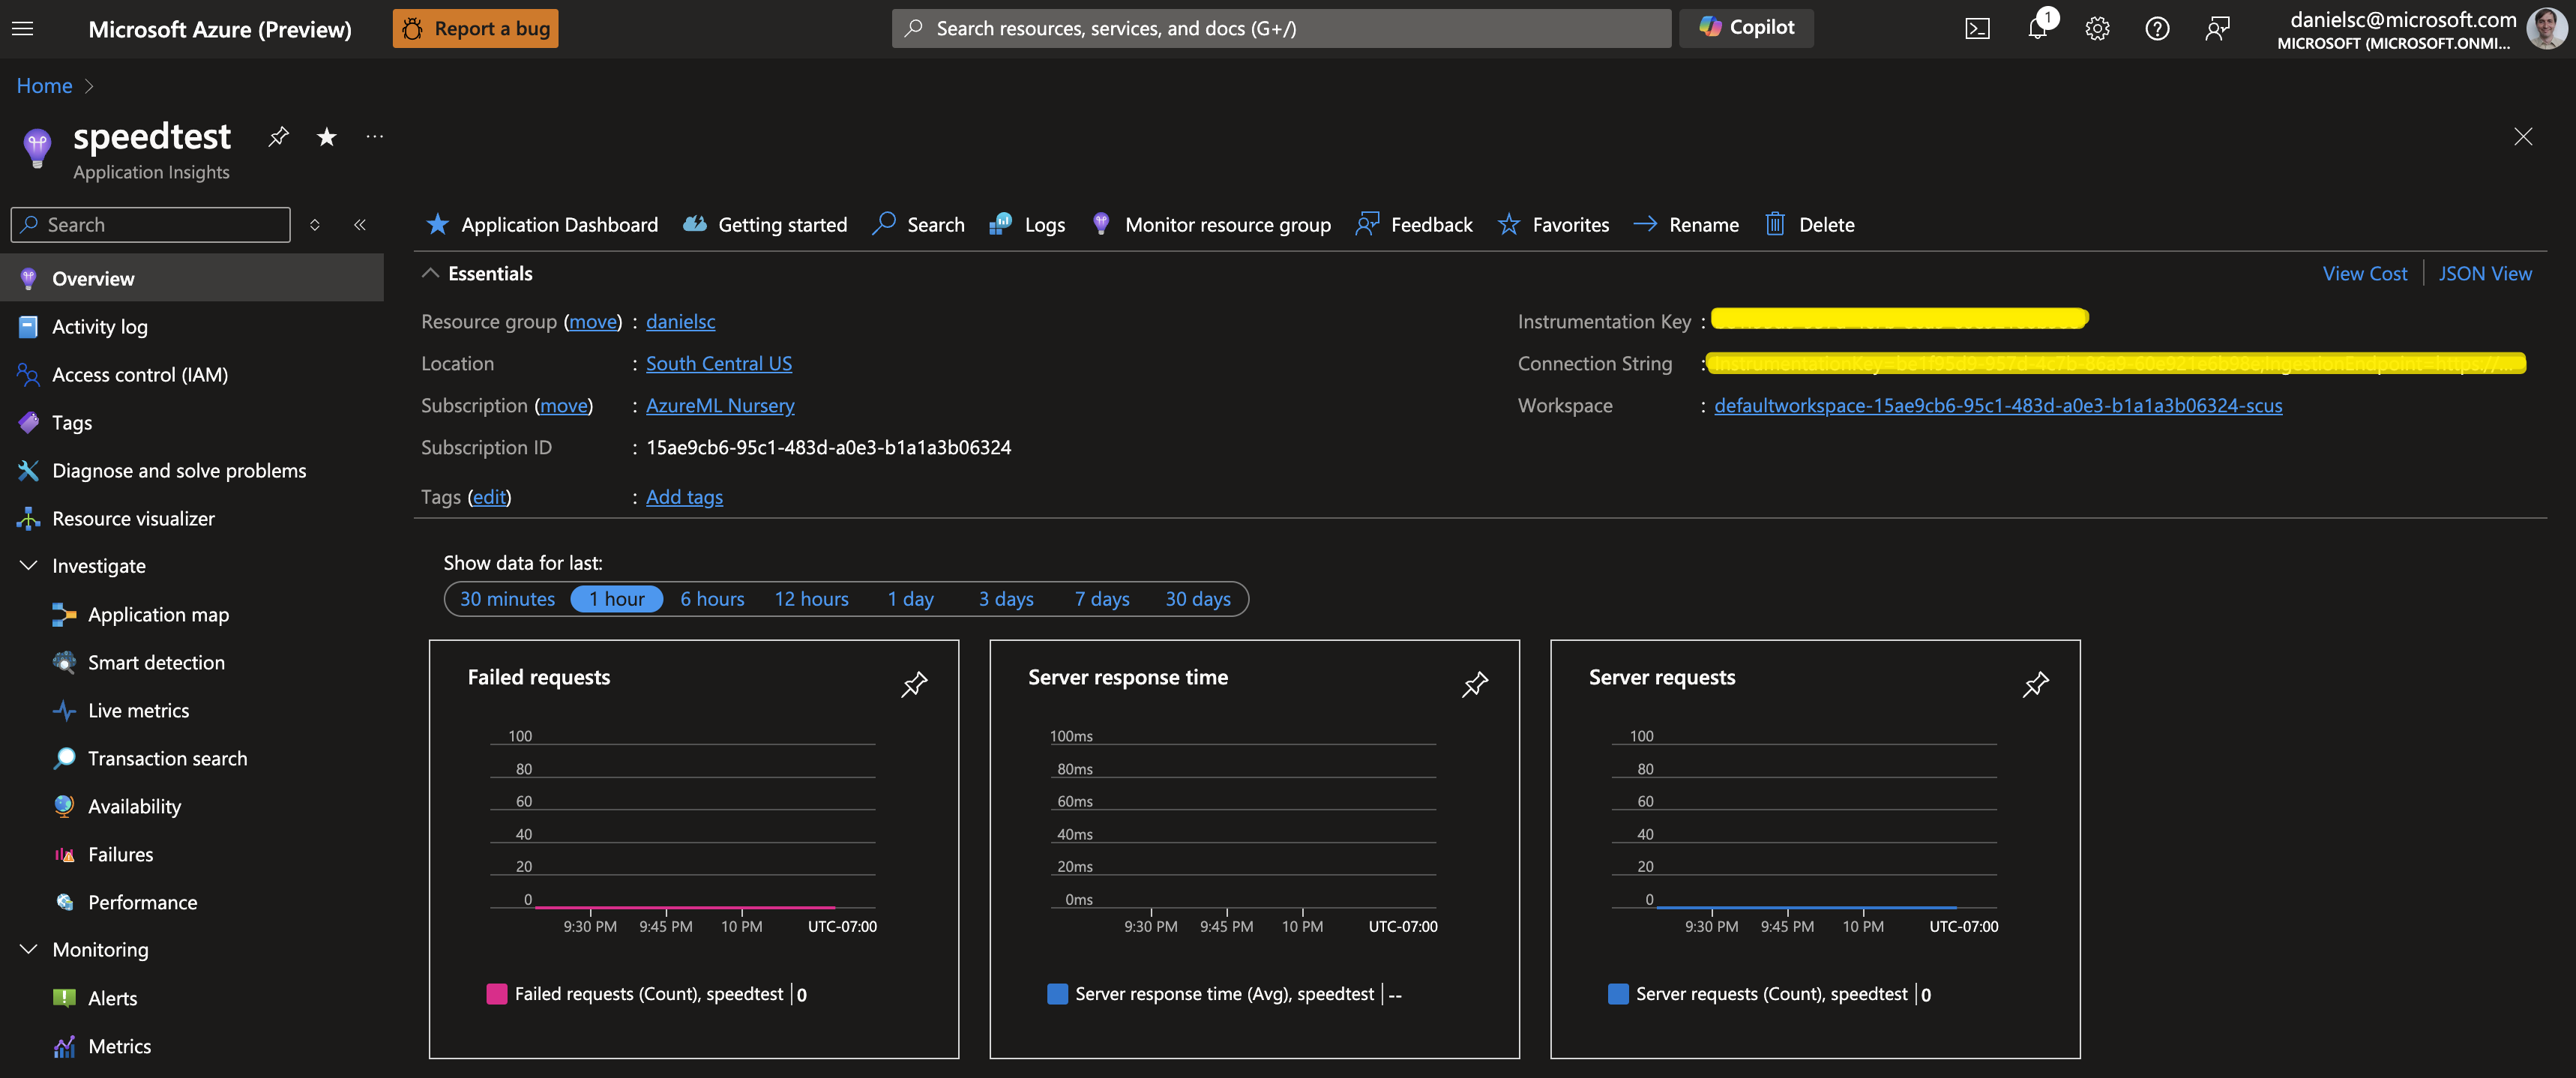 Microsoft Azure (Preview)
Report a bug
Search resources, services, and docs (G+/)
Copilot
1
danielsc@microsoft.com
MICROSOFT (MICROSOFT.ONMI...
Home
speedtest
Application Insights
Search
Overview
Activity log
Access control (IAM)
Tags
Diagnose and solve problems
Resource visualizer
Investigate
Application map
Smart detection
Live metrics
Transaction search
Availability
Failures
Performance
Monitoring
Alerts
Metrics
Application Dashboard
Getting started
Search
Logs
Monitor resource group
Feedback
Favorites
Rename
Delete
Essentials
View Cost
JSON View
Resource group (move) : danielsc
Location : South Central US
Subscription (move) : AzureML Nursery
Subscription ID : 15ae9cb6-95c1-483d-a0e3-b1a1a3b06324
Tags (edit) : Add tags
Instrumentation Key :
Connection String :
Workspace : defaultworkspace-15ae9cb6-95c1-483d-a0e3-b1a1a3b06324-scus
Show data for last:
30 minutes 1 hour 6 hours 12 hours 1 day 3 days 7 days 30 days
Failed requests
100
80
60
40
20
0
9:30 PM 9:45 PM 10 PM UTC-07:00
Failed requests (Count), speedtest | 0
Server response time
100ms
80ms
60ms
40ms
20ms
0ms
9:30 PM 9:45 PM 10 PM UTC-07:00
Server response time (Avg), speedtest | --
Server requests
100
80
60
40
20
0
9:30 PM 9:45 PM 10 PM UTC-07:00
Server requests (Count), speedtest | 0